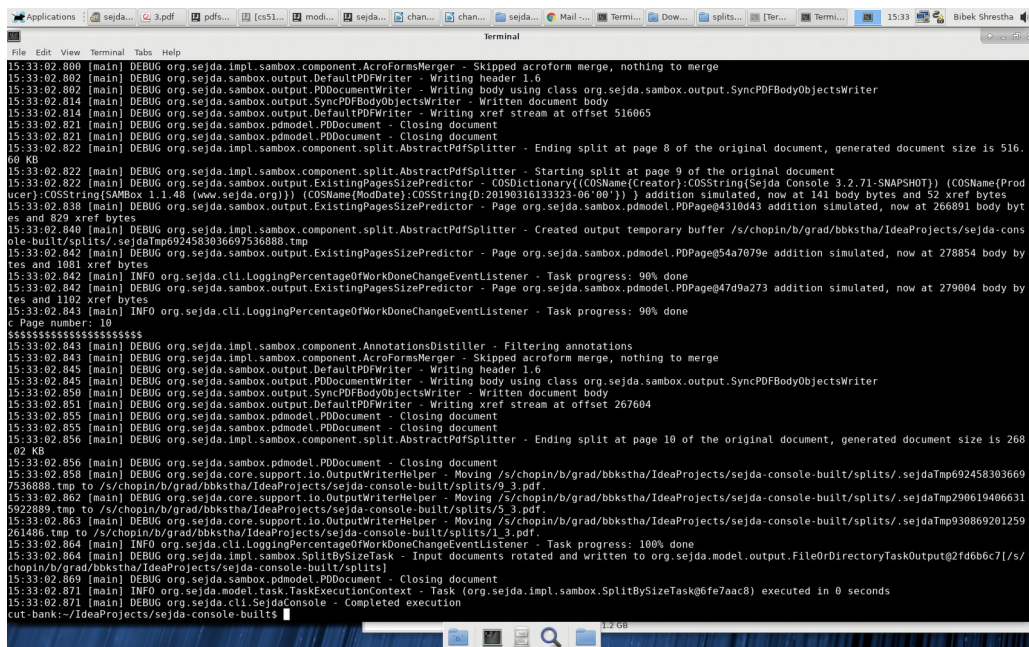 Applications sejda... 3.pdf pdfs... [cs51... modi... sejda... chan... chan... sejda... Mail -... Termi... Dow... splits... [Ter... Termi... 15:33 Bibek Shrestha
Terminal
File Edit View Terminal Tabs Help
15:33:02.800 [main] DEBUG org.sejda.impl.sambox.component.AcroFormsMerger - Skipped acroform merge, nothing to merge
15:33:02.802 [main] DEBUG org.sejda.sambox.output.DefaultPDFWriter - Writing header 1.6
15:33:02.802 [main] DEBUG org.sejda.sambox.output.PDDocumentWriter - Writing body using class org.sejda.sambox.output.SyncPDFBodyObjectsWriter
15:33:02.814 [main] DEBUG org.sejda.sambox.output.SyncPDFBodyObjectsWriter - Written document body
15:33:02.814 [main] DEBUG org.sejda.sambox.output.DefaultPDFWriter - Writing xref stream at offset 516065
15:33:02.821 [main] DEBUG org.sejda.sambox.pdmodel.PDDocument - Closing document
15:33:02.821 [main] DEBUG org.sejda.sambox.pdmodel.PDDocument - Closing document
15:33:02.822 [main] DEBUG org.sejda.impl.sambox.component.split.AbstractPdfSplitter - Ending split at page 8 of the original document, generated document size is 516.
60 KB
15:33:02.822 [main] DEBUG org.sejda.impl.sambox.component.split.AbstractPdfSplitter - Starting split at page 9 of the original document
15:33:02.822 [main] DEBUG org.sejda.sambox.output.ExistingPagesSizePredictor - COSDictionary{(COSName{Creator}:COSString{Sejda Console 3.2.71-SNAPSHOT}) (COSName{Prod
ucer}:COSString{SAMBox 1.1.48 (www.sejda.org)}) (COSName{ModDate}:COSString{D:20190316133323-06'00'}) } addition simulated, now at 141 body bytes and 52 xref bytes
15:33:02.838 [main] DEBUG org.sejda.sambox.output.ExistingPagesSizePredictor - Page org.sejda.sambox.pdmodel.PDPage@4310d43 addition simulated, now at 266891 body byt
es and 829 xref bytes
15:33:02.840 [main] DEBUG org.sejda.impl.sambox.component.split.AbstractPdfSplitter - Created output temporary buffer /s/chopin/b/grad/bbkstha/IdeaProjects/sejda-cons
ole-built/splits/.sejdaTmp6924583036697536888.tmp
15:33:02.842 [main] DEBUG org.sejda.sambox.output.ExistingPagesSizePredictor - Page org.sejda.sambox.pdmodel.PDPage@54a7079e addition simulated, now at 278854 body by
tes and 1081 xref bytes
15:33:02.842 [main] INFO org.sejda.cli.LoggingPercentageOfWorkDoneChangeEventListener - Task progress: 90% done
15:33:02.842 [main] DEBUG org.sejda.sambox.output.ExistingPagesSizePredictor - Page org.sejda.sambox.pdmodel.PDPage@47d9a273 addition simulated, now at 279004 body by
tes and 1102 xref bytes
15:33:02.843 [main] INFO org.sejda.cli.LoggingPercentageOfWorkDoneChangeEventListener - Task progress: 90% done
c Page number: 10
$$$$$$$$$$$$$$$$$$$$$$
15:33:02.843 [main] DEBUG org.sejda.impl.sambox.component.AnnotationsDistiller - Filtering annotations
15:33:02.843 [main] DEBUG org.sejda.impl.sambox.component.AcroFormsMerger - Skipped acroform merge, nothing to merge
15:33:02.845 [main] DEBUG org.sejda.sambox.output.DefaultPDFWriter - Writing header 1.6
15:33:02.845 [main] DEBUG org.sejda.sambox.output.PDDocumentWriter - Writing body using class org.sejda.sambox.output.SyncPDFBodyObjectsWriter
15:33:02.850 [main] DEBUG org.sejda.sambox.output.SyncPDFBodyObjectsWriter - Written document body
15:33:02.851 [main] DEBUG org.sejda.sambox.output.DefaultPDFWriter - Writing xref stream at offset 267604
15:33:02.855 [main] DEBUG org.sejda.sambox.pdmodel.PDDocument - Closing document
15:33:02.855 [main] DEBUG org.sejda.sambox.pdmodel.PDDocument - Closing document
15:33:02.856 [main] DEBUG org.sejda.impl.sambox.component.split.AbstractPdfSplitter - Ending split at page 10 of the original document, generated document size is 268
.02 KB
15:33:02.856 [main] DEBUG org.sejda.sambox.pdmodel.PDDocument - Closing document
15:33:02.858 [main] DEBUG org.sejda.core.support.io.OutputWriterHelper - Moving /s/chopin/b/grad/bbkstha/IdeaProjects/sejda-console-built/splits/.sejdaTmp692458303669
7536888.tmp to /s/chopin/b/grad/bbkstha/IdeaProjects/sejda-console-built/splits/9_3.pdf.
15:33:02.862 [main] DEBUG org.sejda.core.support.io.OutputWriterHelper - Moving /s/chopin/b/grad/bbkstha/IdeaProjects/sejda-console-built/splits/.sejdaTmp290619406631
5922889.tmp to /s/chopin/b/grad/bbkstha/IdeaProjects/sejda-console-built/splits/5_3.pdf.
15:33:02.863 [main] DEBUG org.sejda.core.support.io.OutputWriterHelper - Moving /s/chopin/b/grad/bbkstha/IdeaProjects/sejda-console-built/splits/.sejdaTmp930869201259
261486.tmp to /s/chopin/b/grad/bbkstha/IdeaProjects/sejda-console-built/splits/1_3.pdf.
15:33:02.864 [main] INFO org.sejda.cli.LoggingPercentageOfWorkDoneChangeEventListener - Task progress: 100% done
15:33:02.864 [main] DEBUG org.sejda.impl.sambox.SplitBySizeTask - Input documents rotated and written to org.sejda.model.output.FileOrDirectoryTaskOutput@2fd6b6c7[/s/
chopin/b/grad/bbkstha/IdeaProjects/sejda-console-built/splits]
15:33:02.869 [main] DEBUG org.sejda.sambox.pdmodel.PDDocument - Closing document
15:33:02.871 [main] INFO org.sejda.model.task.TaskExecutionContext - Task (org.sejda.impl.sambox.SplitBySizeTask@6fe7aac8) executed in 0 seconds
15:33:02.871 [main] DEBUG org.sejda.cli.SejdaConsole - Completed execution
cut-bank:~/IdeaProjects/sejda-console-built$
1.2 GB